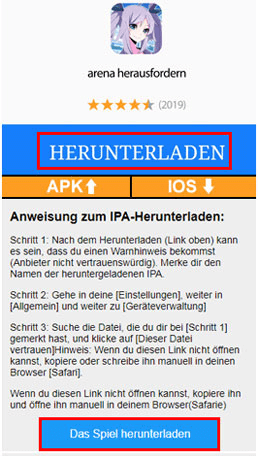 arena herausfordern
(2019)
HERUNTERLADEN
APK
IOS
Anweisung zum IPA-Herunterladen:
Schritt 1: Nach dem Herunterladen (Link oben) kann
es sein, dass du einen Warnhinweis bekommst
(Anbieter nicht vertrauenswürdig). Merke dir den
Namen der heruntergeladenen IPA.
Schritt 2: Gehe in deine [Einstellungen], weiter in
[Allgemein] und weiter zu [Geräteverwaltung]
Schritt 3: Suche die Datei, die du dir bei [Schritt 1]
gemerkt hast, und klicke auf [Dieser Datei
vertrauen]Hinweis: Wenn du diesen Link nicht öffnen
kannst, kopiere oder schreibe ihn manuell in deinen
Browser [Safari].
Wenn du diesen Link nicht öffnen kannst, kopiere ihn
und öffne ihn manuell in deinem Browser(Safarie)
Das Spiel herunterladen